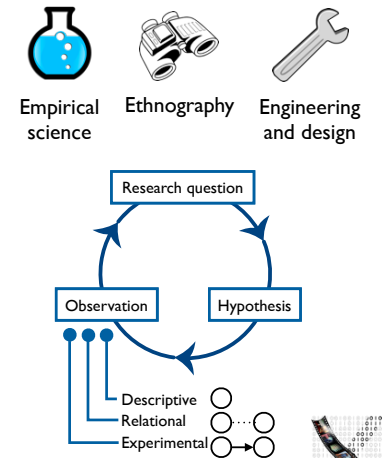 Empirical
science
Ethnography
Engineering
and design
Research question
Observation
Hypothesis
Descriptive
Relational
Experimental